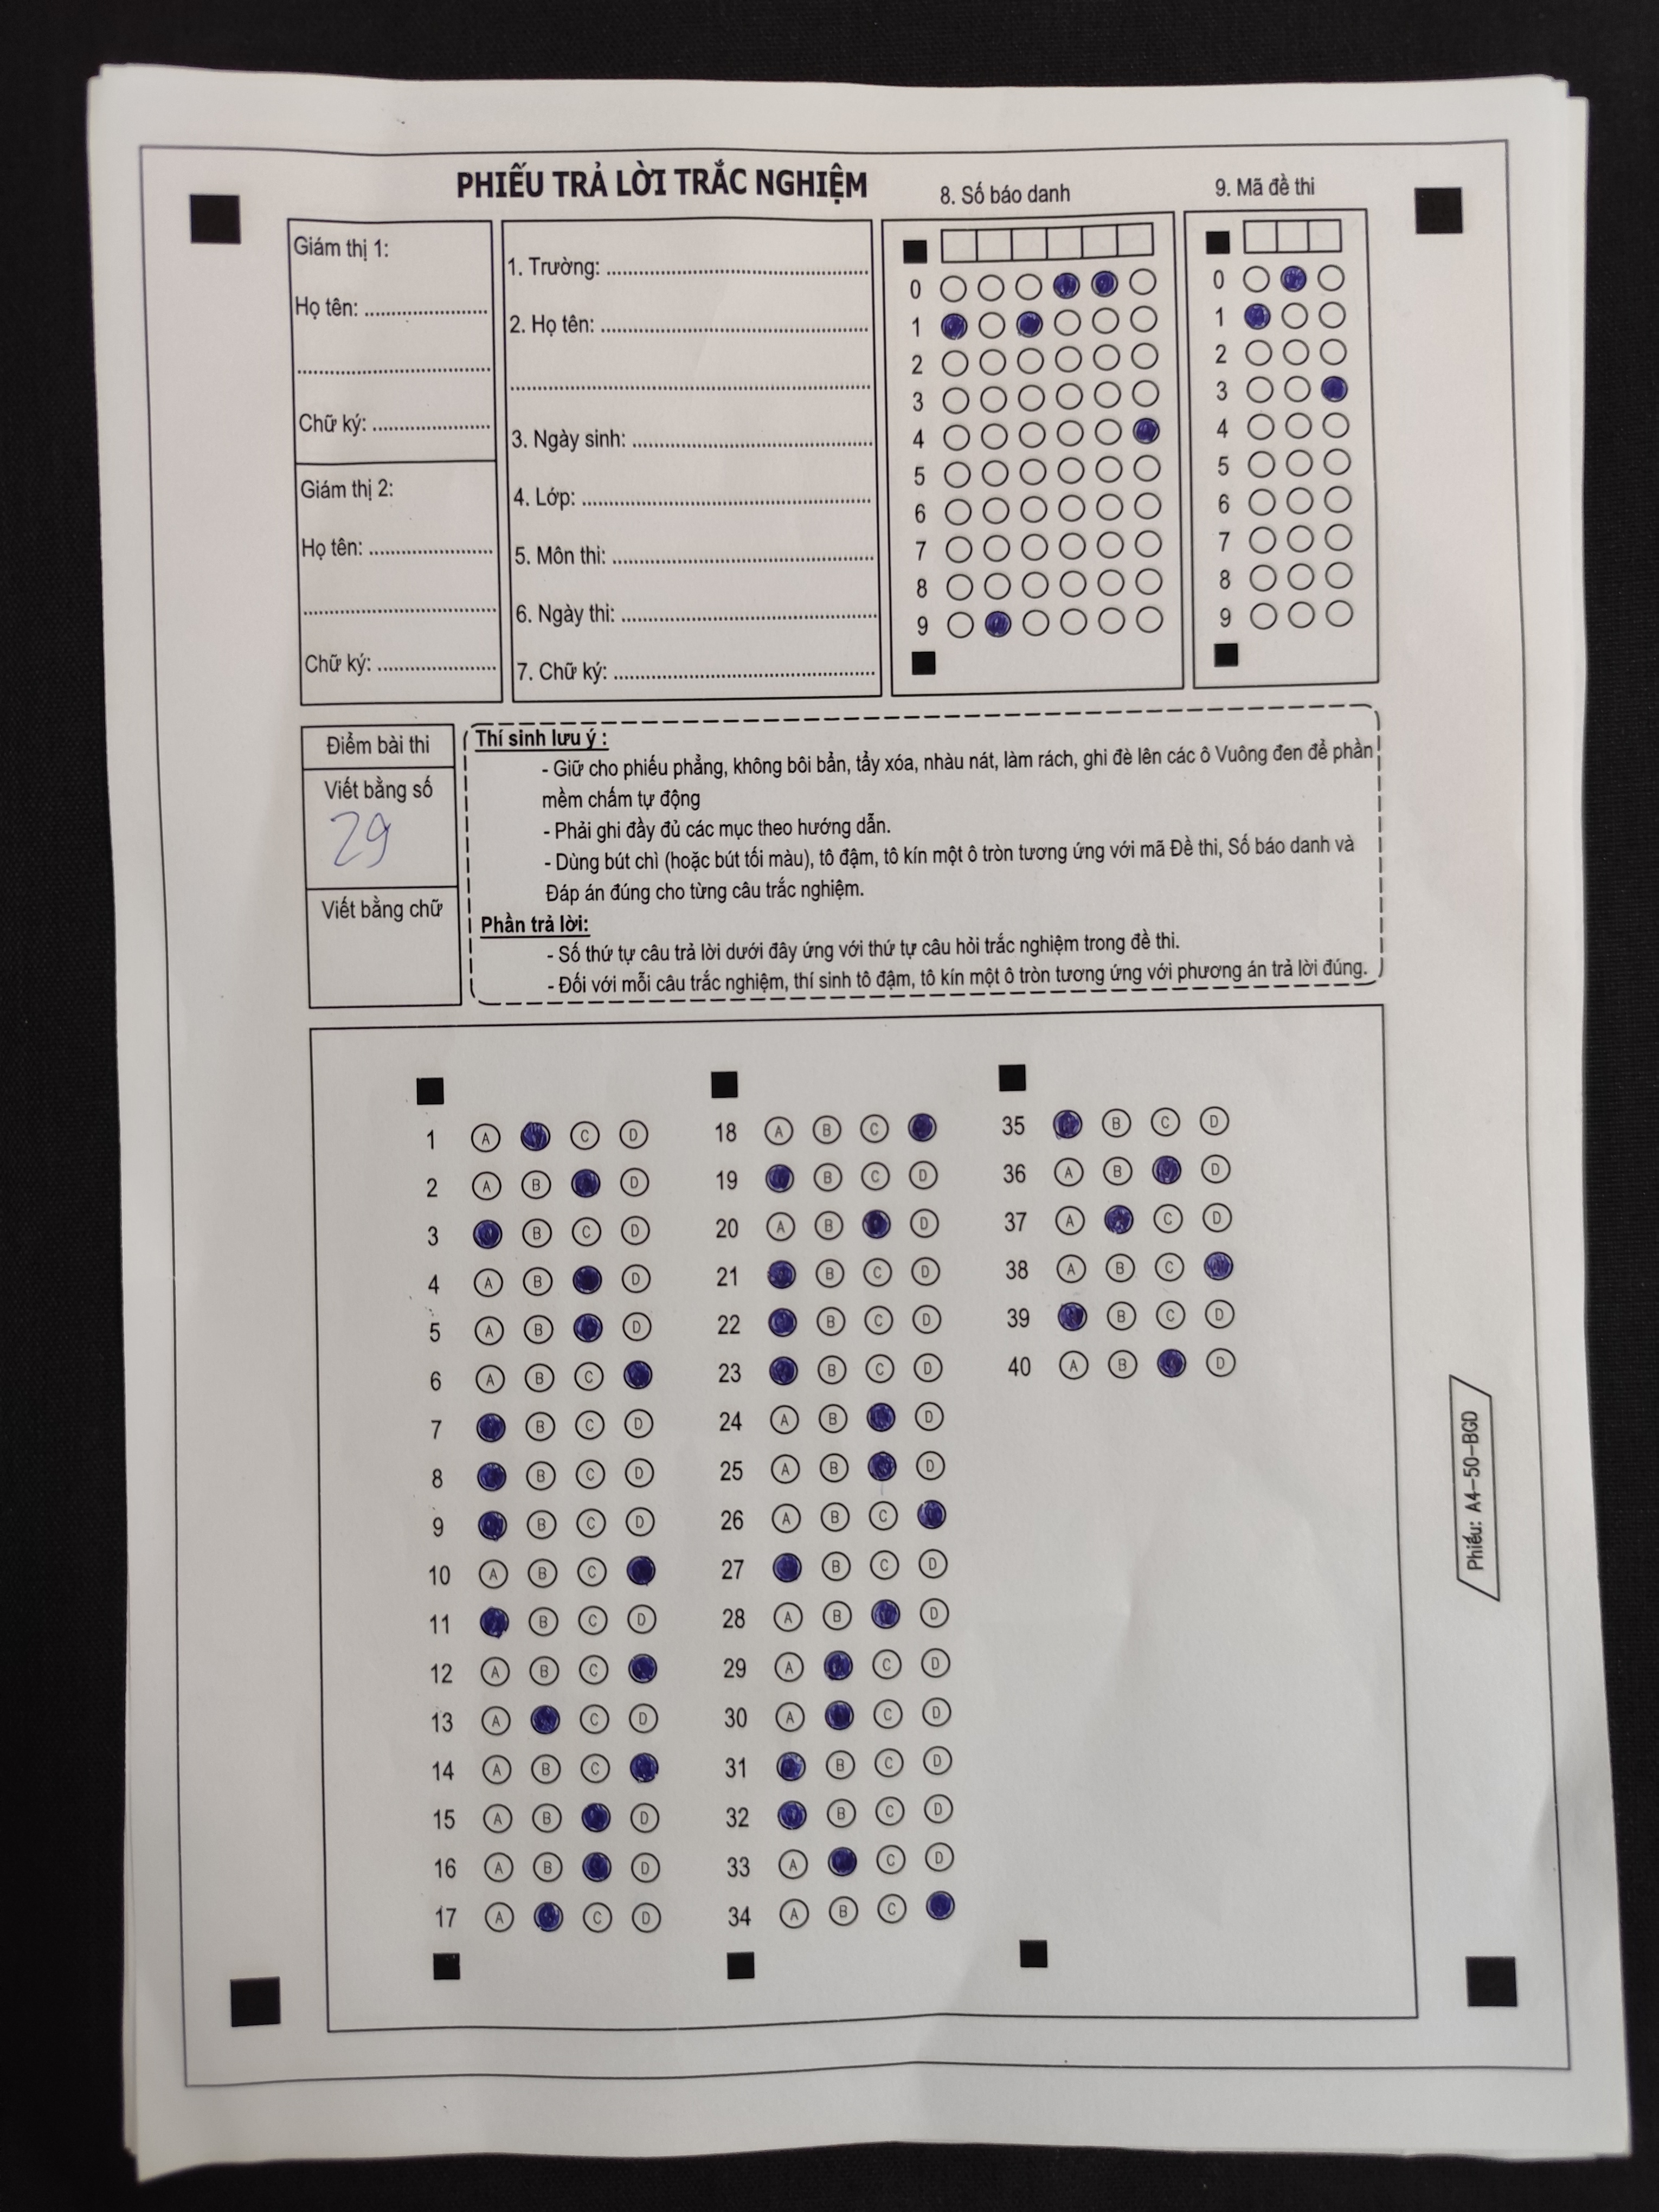 PHIẾU TRẢ LỜI TRẮC NGHIỆM
Giám thị 1:
Họ tên: ......................
...................................
Chữ ký: .....................
Giám thị 2:
Họ tên: ......................
...................................
Chữ ký: .....................
1. Trường: ...............................................
2. Họ tên: ................................................
................................................................
3. Ngày sinh: ...........................................
4. Lớp: ....................................................
5. Môn thi: ..............................................
6. Ngày thi: .............................................
7. Chữ ký: ...............................................
8. Số báo danh
0
1
2
3
4
5
6
7
8
9
9. Mã đề thi
0
1
2
3
4
5
6
7
8
9
Điểm bài thi
Viết bằng số
29
Viết bằng chữ
Thí sinh lưu ý :
- Giữ cho phiếu phẳng, không bôi bẩn, tẩy xóa, nhàu nát, làm rách, ghi đè lên các ô Vuông đen để phần
mềm chấm tự động
- Phải ghi đầy đủ các mục theo hướng dẫn.
- Dùng bút chì (hoặc bút tối màu), tô đậm, tô kín một ô tròn tương ứng với mã Đề thi, Số báo danh và
Đáp án đúng cho từng câu trắc nghiệm.
Phần trả lời:
- Số thứ tự câu trả lời dưới đây ứng với thứ tự câu hỏi trắc nghiệm trong đề thi.
- Đối với mỗi câu trắc nghiệm, thí sinh tô đậm, tô kín một ô tròn tương ứng với phương án trả lời đúng.
1 A C D
2 A B D
3 B C D
4 A B D
5 A B D
6 A B C
7 B C D
8 B C D
9 B C D
10 A B C
11 B C D
12 A B C
13 A C D
14 A B C
15 A B D
16 A B D
17 A C D
18 A B C
19 B C D
20 A B D
21 B C D
22 B C D
23 B C D
24 A B D
25 A B D
26 A B C
27 B C D
28 A B D
29 A C D
30 A C D
31 B C D
32 B C D
33 A C D
34 A B C
35 B C D
36 A B D
37 A C D
38 A B C
39 B C D
40 A B D
Phiếu: A4-50-BGD